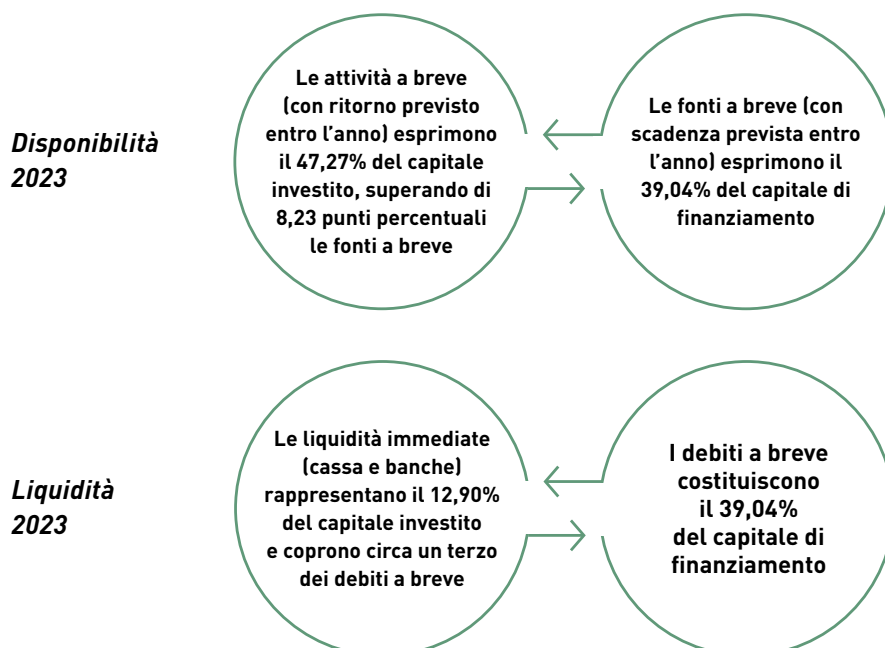 Disponibilità
2023
Le attività a breve
(con ritorno previsto
entro l’anno) esprimono
il 47,27% del capitale
investito, superando di
8,23 punti percentuali
le fonti a breve
Le fonti a breve (con
scadenza prevista entro
l’anno) esprimono il
39,04% del capitale di
finanziamento
Liquidità
2023
Le liquidità immediate
(cassa e banche)
rappresentano il 12,90%
del capitale investito
e coprono circa un terzo
dei debiti a breve
I debiti a breve
costituiscono
il 39,04%
del capitale di
finanziamento